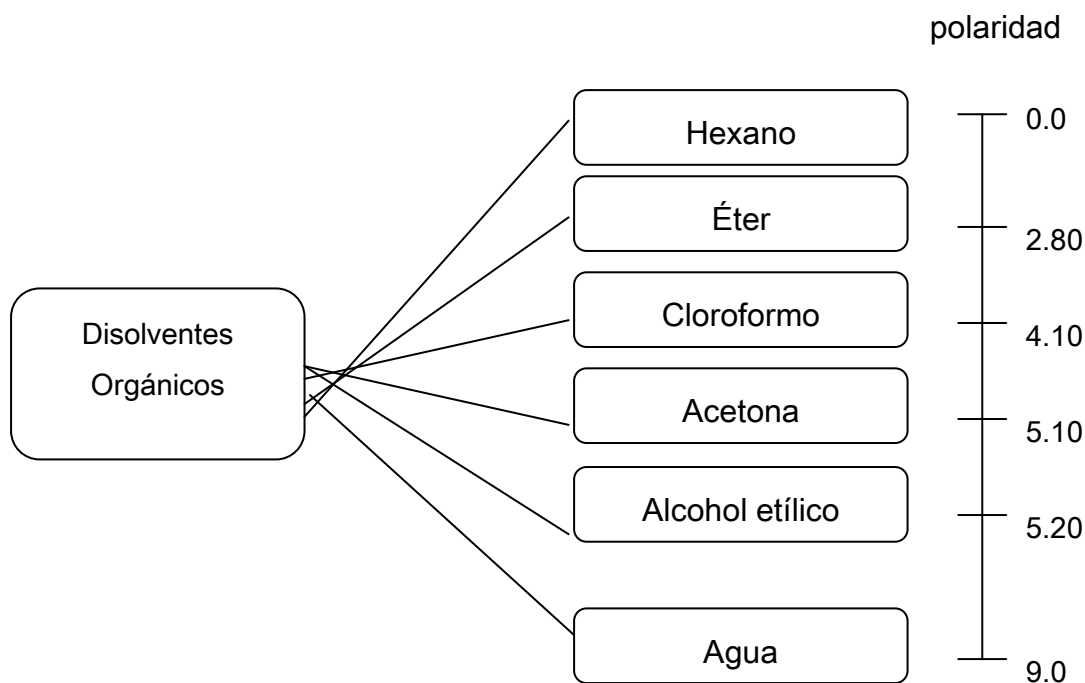 polaridad
Hexano
0.0
Éter
2.80
Disolventes
Orgánicos
Cloroformo
4.10
Acetona
5.10
Alcohol etílico
5.20
Agua
9.0